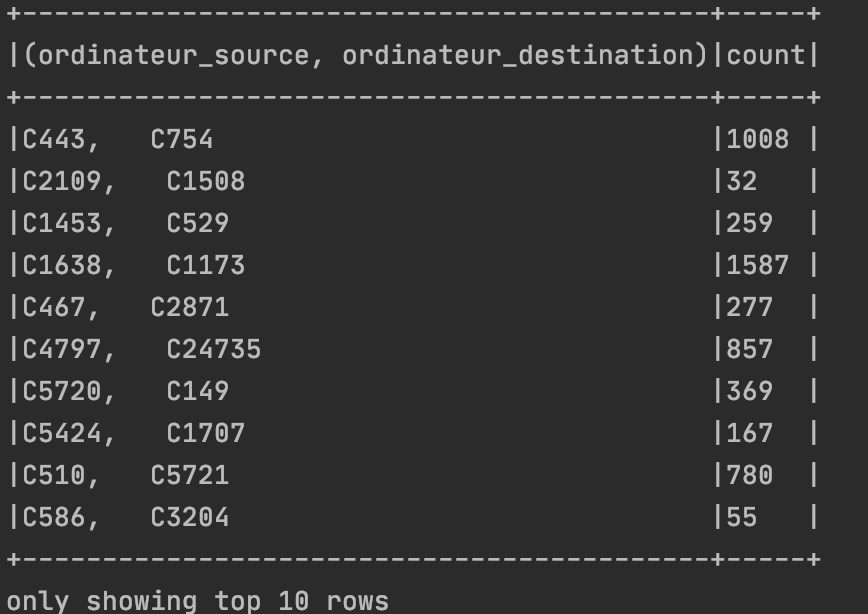 +--------------------------------------------+-----+
|(ordinateur_source, ordinateur_destination)|count|
+--------------------------------------------+-----+
|C443,   C754                                |1008 |
|C2109,   C1508                              |32   |
|C1453,   C529                               |259  |
|C1638,   C1173                              |1587 |
|C467,   C2871                               |277  |
|C4797,   C24735                             |857  |
|C5720,   C149                               |369  |
|C5424,   C1707                              |167  |
|C510,   C5721                               |780  |
|C586,   C3204                               |55   |
+--------------------------------------------+-----+
only showing top 10 rows